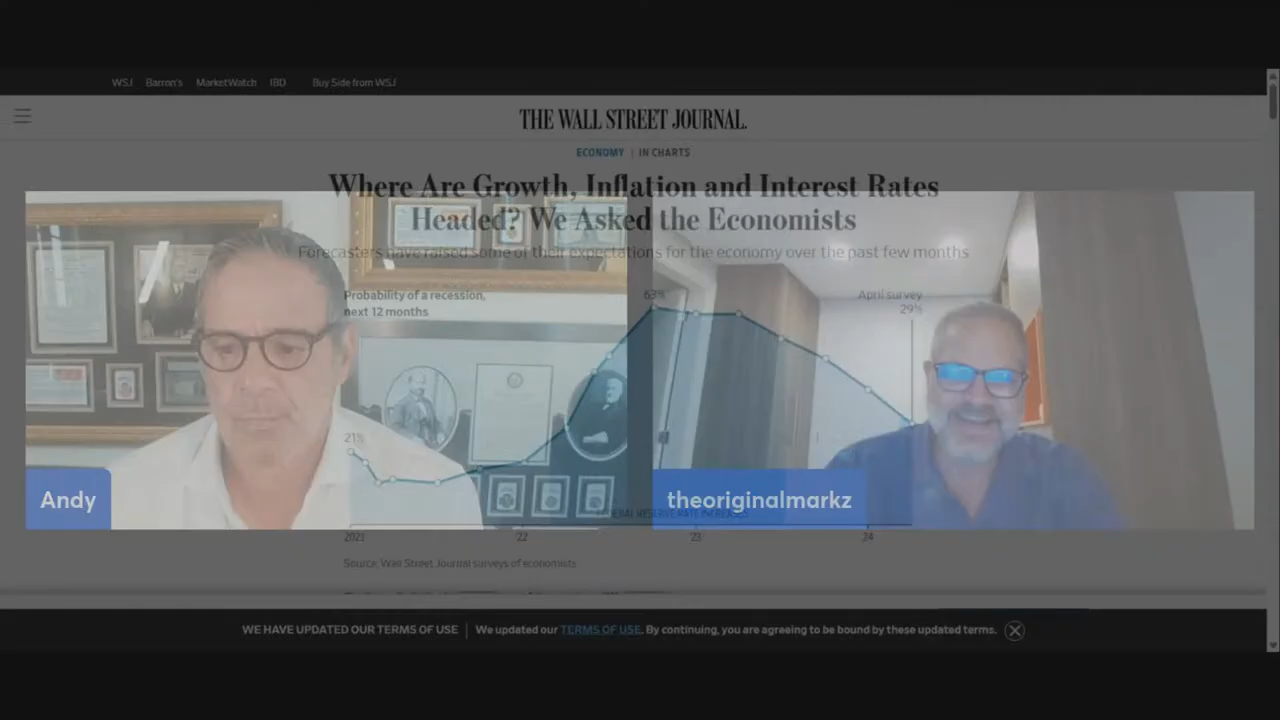 WSJ Barron's MarketWatch IBD Buy Side from WSJ
THE WALL STREET JOURNAL.
ECONOMY | IN CHARTS
Where Are Growth, Inflation and Interest Rates
Headed? We Asked the Economists
Forecasters have raised some of their expectations for the economy over the past few months
Probability of a recession,
next 12 months
63%
April survey
29%
21%
Andy
theoriginalmarkz
FEDERAL RESERVE RATE INCREASES
2021 '22 '23 '24
Source: Wall Street Journal surveys of economists
WE HAVE UPDATED OUR TERMS OF USE | We updated our TERMS OF USE. By continuing, you are agreeing to be bound by these updated terms.